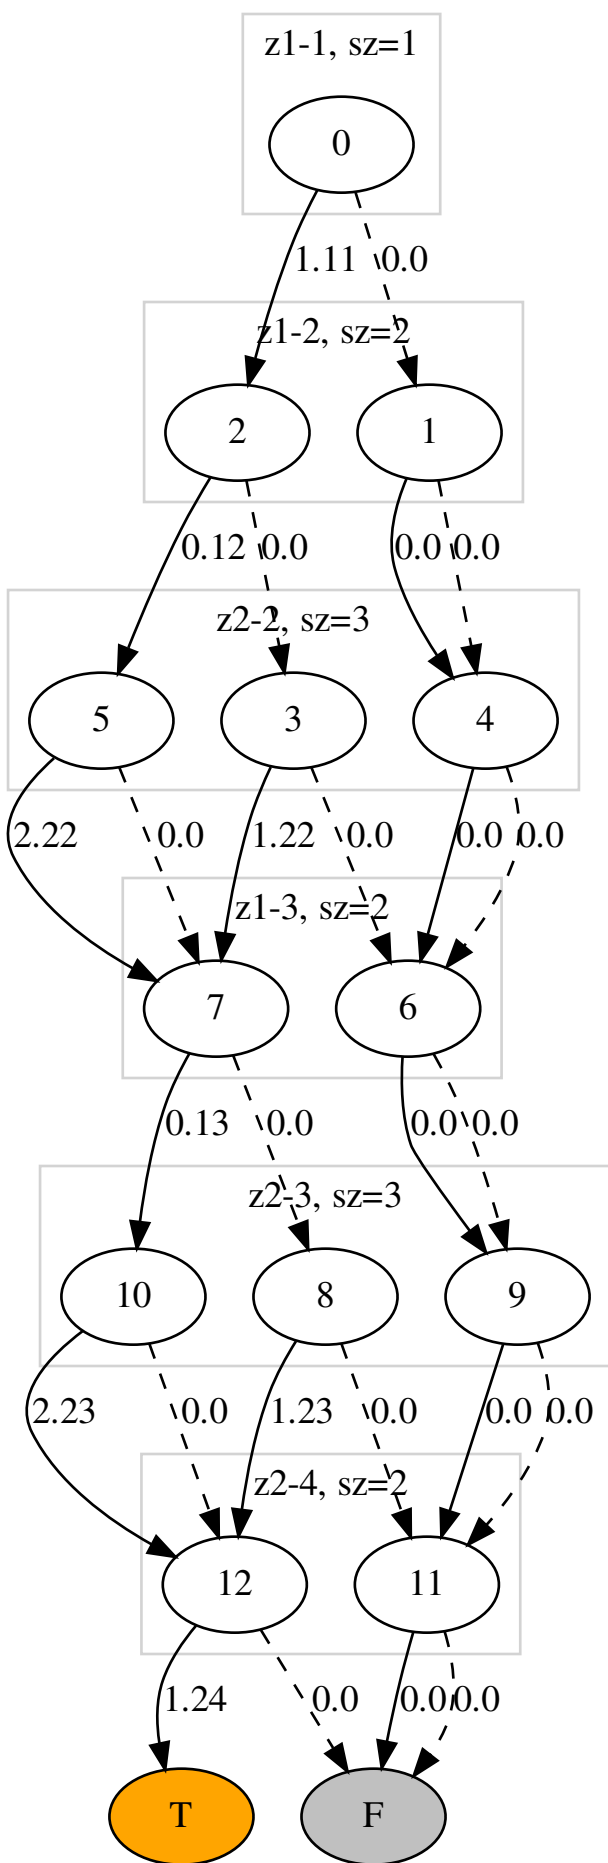 z1-1, sz=1
0
1.11 0.0
z1-2, sz=2
2 1
0.12 0.0 0.0 0.0
z2-2, sz=3
5 3 4
2.22 0.0 1.22 0.0 0.0 0.0
z1-3, sz=2
7 6
0.13 0.0 0.0 0.0
z2-3, sz=3
10 8 9
2.23 0.0 1.23 0.0 0.0 0.0
z2-4, sz=2
12 11
1.24 0.0 0.0 0.0
T F